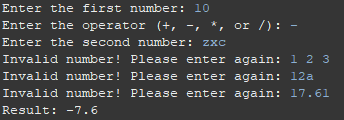 Enter the first number: 10
Enter the operator (+, -, *, or /): -
Enter the second number: zxc
Invalid number! Please enter again: 1 2 3
Invalid number! Please enter again: 12a
Invalid number! Please enter again: 17.61
Result: -7.6